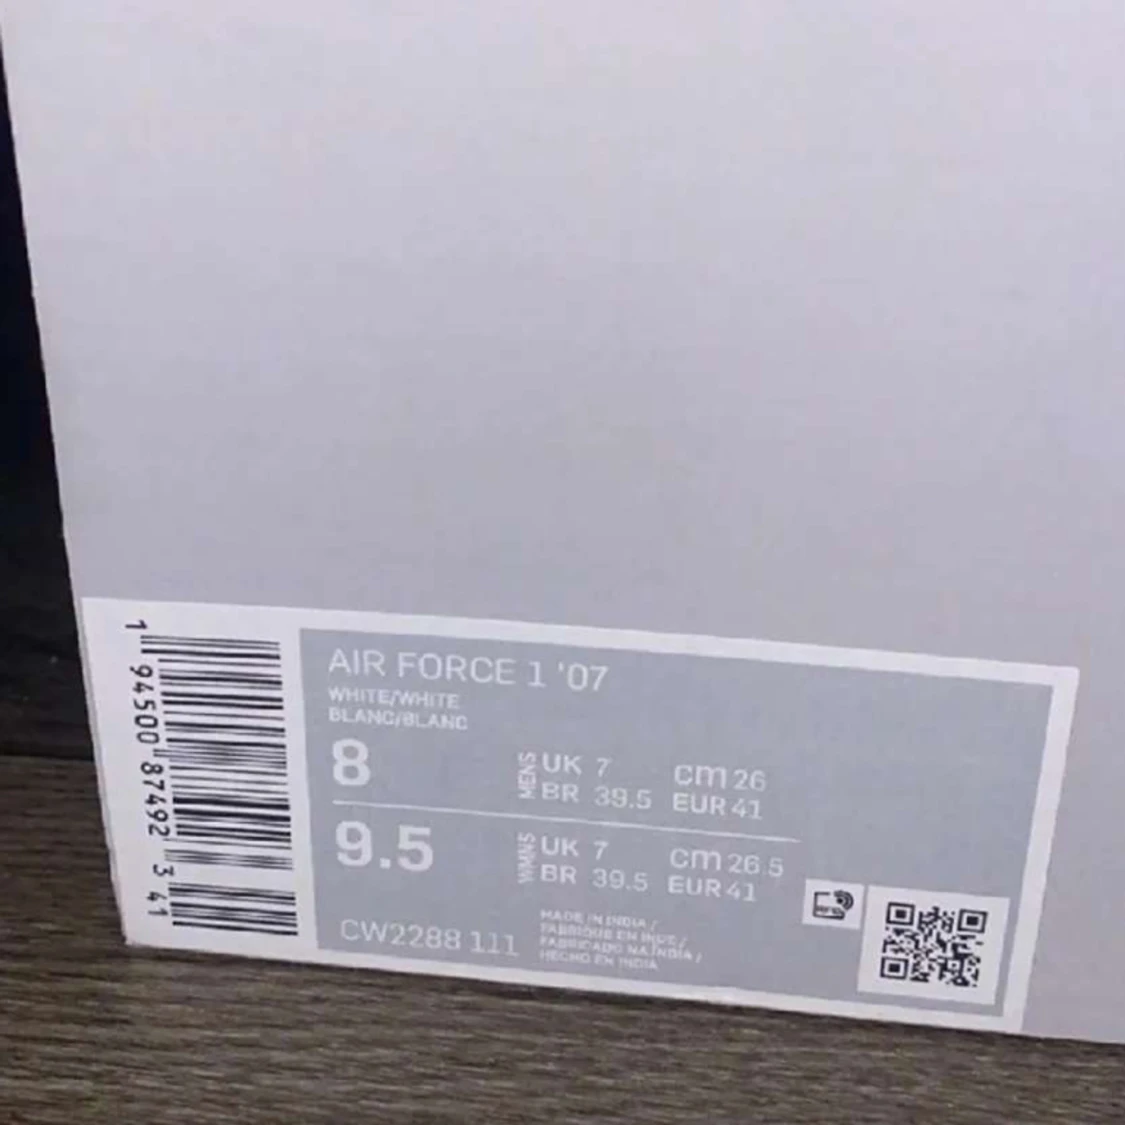 AIR FORCE 1 '07
WHITE/WHITE
BLANC/BLANC
8 MENS UK 7 cm 26
BR 39.5 EUR 41
9.5 WMNS UK 7 cm 26.5
BR 39.5 EUR 41
CW2288 111
MADE IN INDIA /
FABRIQUÉ EN INDE /
FABRICADO NA ÍNDIA /
HECHO EN INDIA
RFID
1 94500 87492 3 41